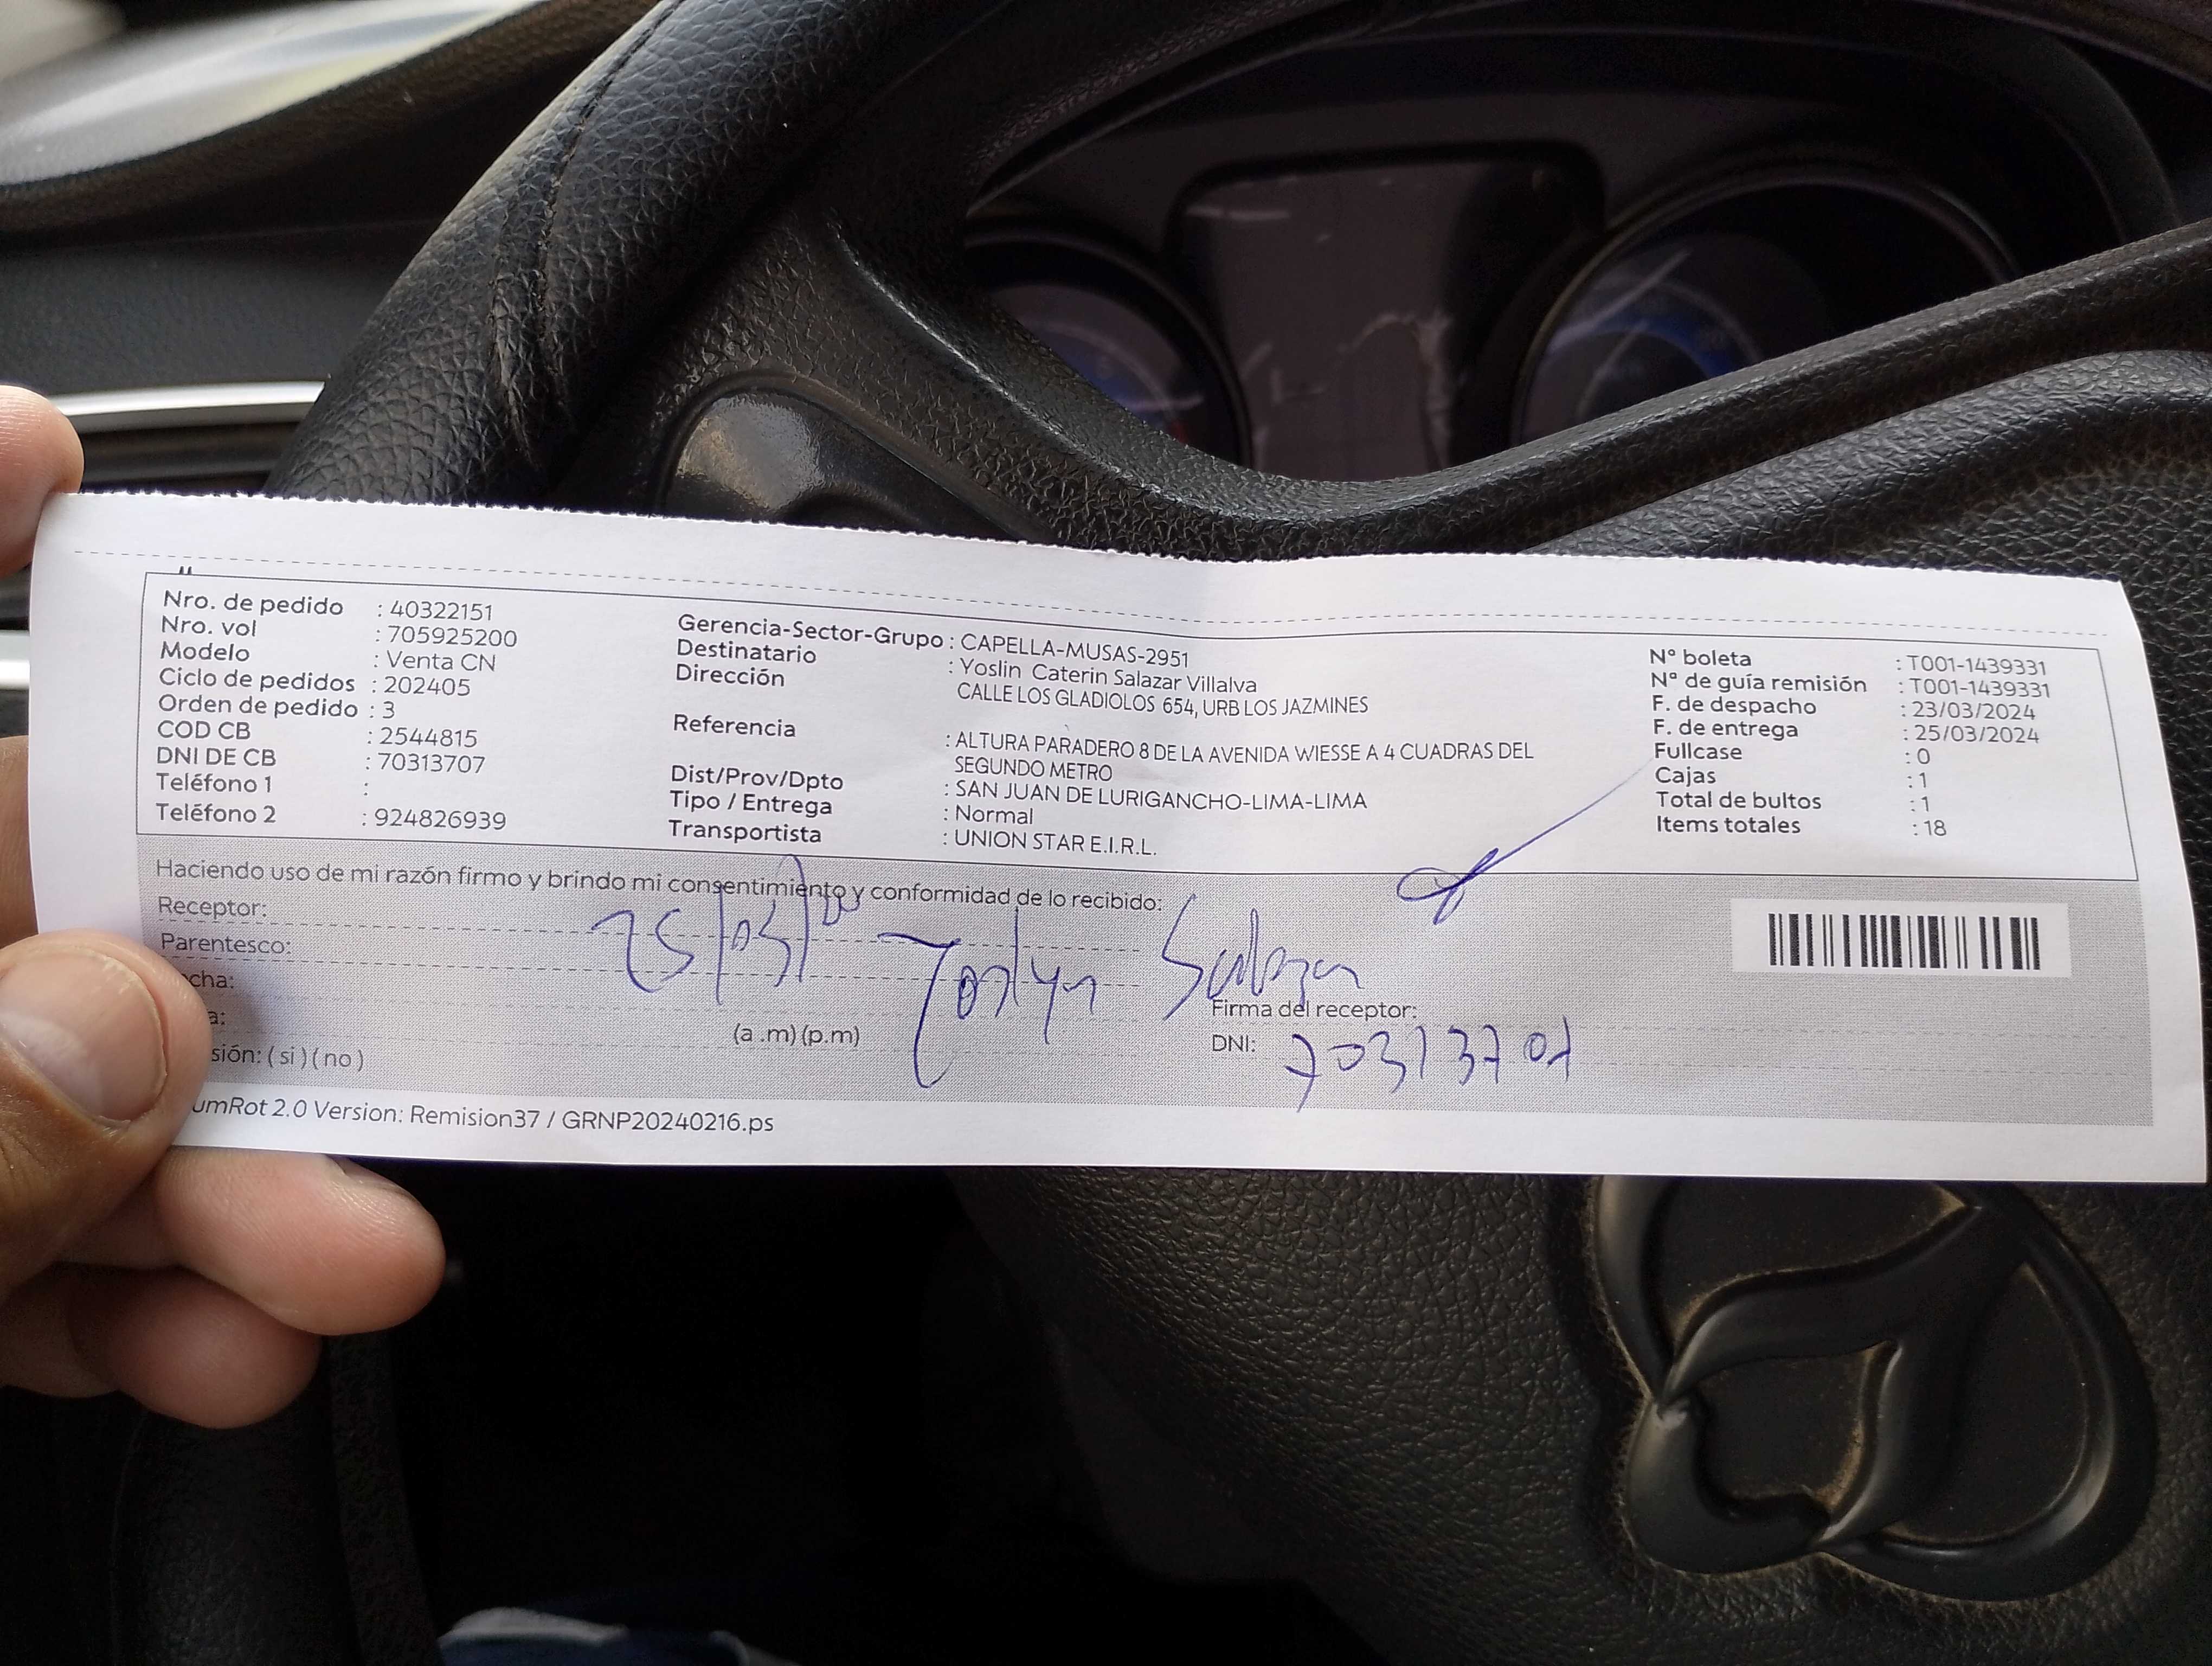 Nro. de pedido : 40322151
Nro. vol : 705925200
Modelo : Venta CN
Ciclo de pedidos : 202405
Orden de pedido : 3
COD CB : 2544815
DNI DE CB : 70313707
Teléfono 1 :
Teléfono 2 : 924826939
Gerencia-Sector-Grupo : CAPELLA-MUSAS-2951
Destinatario : Yoslin Caterin Salazar Villalva
Dirección CALLE LOS GLADIOLOS 654, URB LOS JAZMINES
Referencia : ALTURA PARADERO 8 DE LA AVENIDA WIESSE A 4 CUADRAS DEL
SEGUNDO METRO
Dist/Prov/Dpto : SAN JUAN DE LURIGANCHO-LIMA-LIMA
Tipo / Entrega : Normal
Transportista : UNION STAR E.I.R.L.
N° boleta : T001-1439331
N° de guía remisión : T001-1439331
F. de despacho : 23/03/2024
F. de entrega : 25/03/2024
Fullcase : 0
Cajas : 1
Total de bultos : 1
Items totales : 18
Haciendo uso de mi razón firmo y brindo mi consentimiento y conformidad de lo recibido:
Receptor:
Parentesco:
cha:
a:
(a .m) (p.m)
sión: ( si ) ( no )
Salazar
Firma del receptor:
DNI: 70313707
umRot 2.0 Version: Remision37 / GRNP20240216.ps